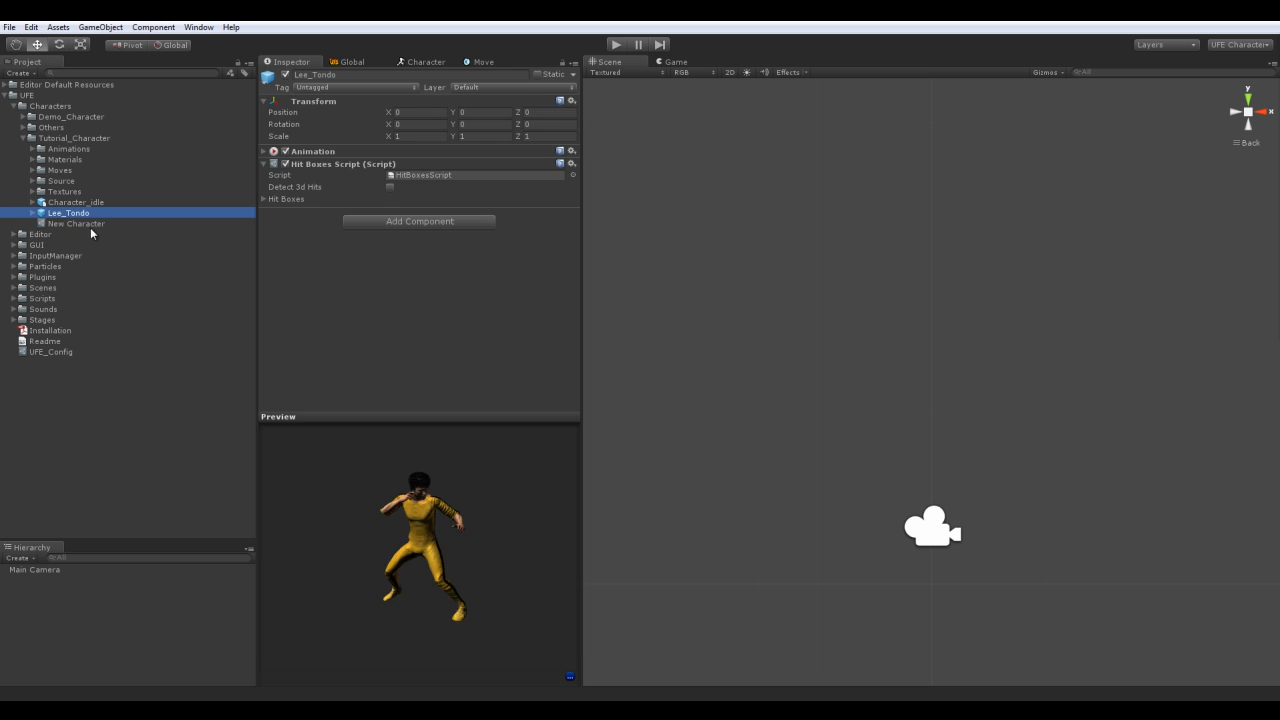 File Edit Assets GameObject Component Window Help
Pivot Global Layers UFE Character
Project
Create
Editor Default Resources
UFE
Characters
Demo_Character
Others
Tutorial_Character
Animations
Materials
Moves
Source
Textures
Character_idle
Lee_Tondo
New Character
Editor
GUI
InputManager
Particles
Plugins
Scenes
Scripts
Sounds
Stages
Installation
Readme
UFE_Config
Hierarchy
Create All
Main Camera
Inspector Global Character Move
Lee_Tondo Static
Tag Untagged Layer Default
Transform
Position X 0 Y 0 Z 0
Rotation X 0 Y 0 Z 0
Scale X 1 Y 1 Z 1
Animation
Hit Boxes Script (Script)
Script HitBoxesScript
Detect 3d Hits
Hit Boxes
Add Component
Preview
Scene Game
Textured RGB 2D Effects Gizmos All
y
x
Back